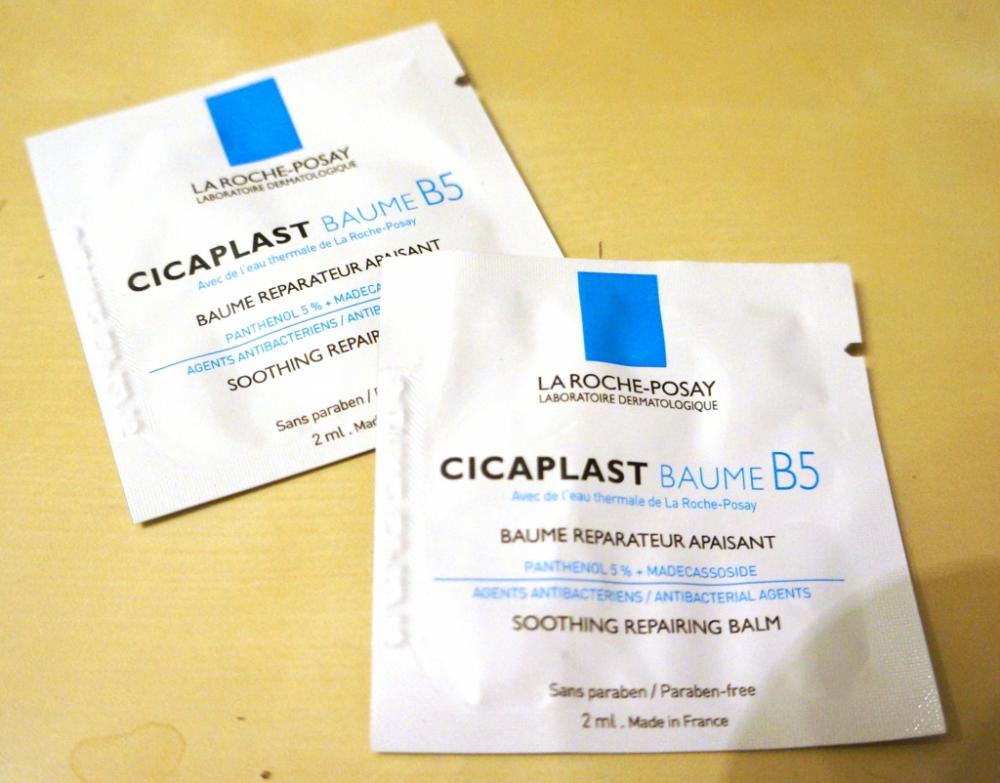 LA ROCHE-POSAY
LABORATOIRE DERMATOLOGIQUE
CICAPLAST BAUME B5
Avec de l'eau thermale de La Roche-Posay
BAUME REPARATEUR APAISANT
PANTHENOL 5 % + MADECA
AGENTS ANTIBACTERIENS / ANTIB
SOOTHING REPAIR
Sans paraben /
2 ml . Mad
LA ROCHE-POSAY
LABORATOIRE DERMATOLOGIQUE
CICAPLAST BAUME B5
Avec de l'eau thermale de La Roche-Posay
BAUME REPARATEUR APAISANT
PANTHENOL 5 % + MADECASSOSIDE
AGENTS ANTIBACTERIENS / ANTIBACTERIAL AGENTS
SOOTHING REPAIRING BALM
Sans paraben / Paraben-free
2 ml . Made in France